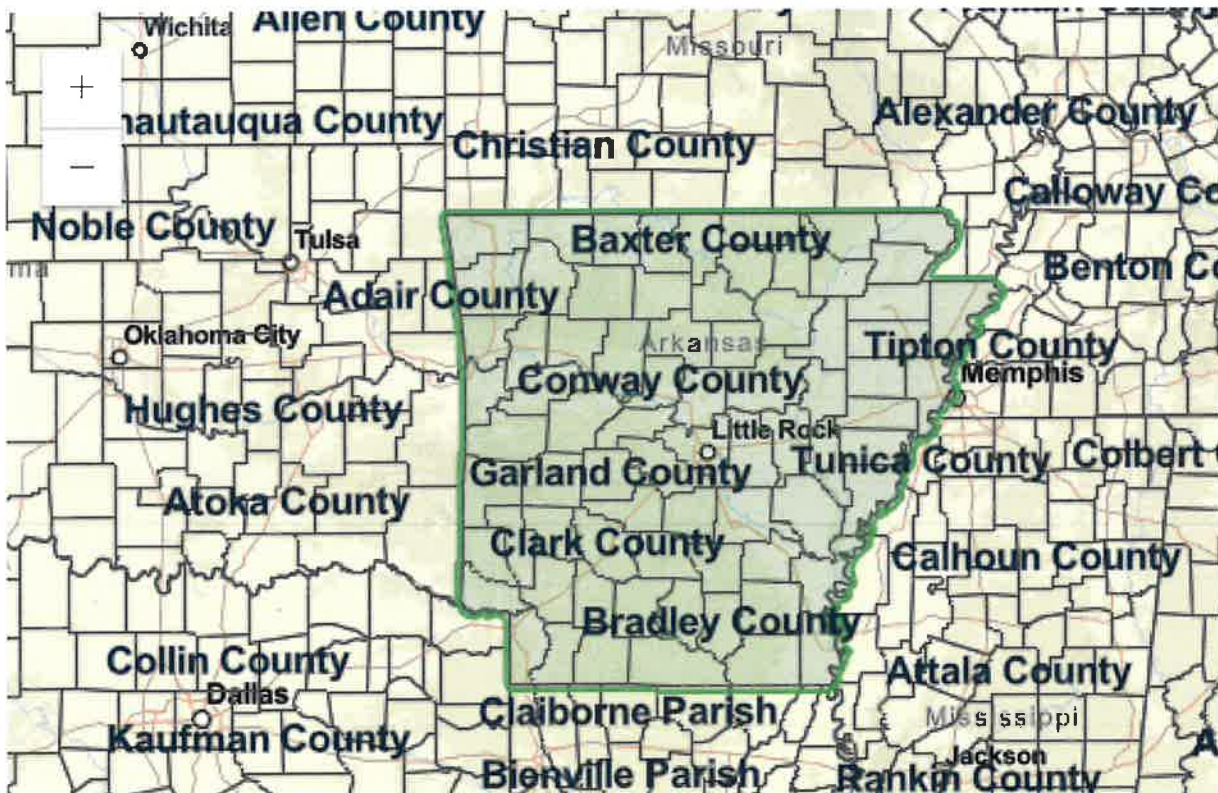 Allen County
Wichita
Missouri
+
hautauqua County
Alexander County
Christian County
−
Calloway Co
Noble County
Tulsa
Baxter County
ma
Benton Co
Adair County
Oklahoma City
Arkansas
Tipton County
Memphis
Conway County
Hughes County
Little Rock
Garland County
Tunica County
Colbert C
Atoka County
Clark County
Calhoun County
Bradley County
Collin County
Attala County
Dallas
Claiborne Parish
Mississippi
Kaufman County
A
Jackson
Bienville Parish
Rankin County